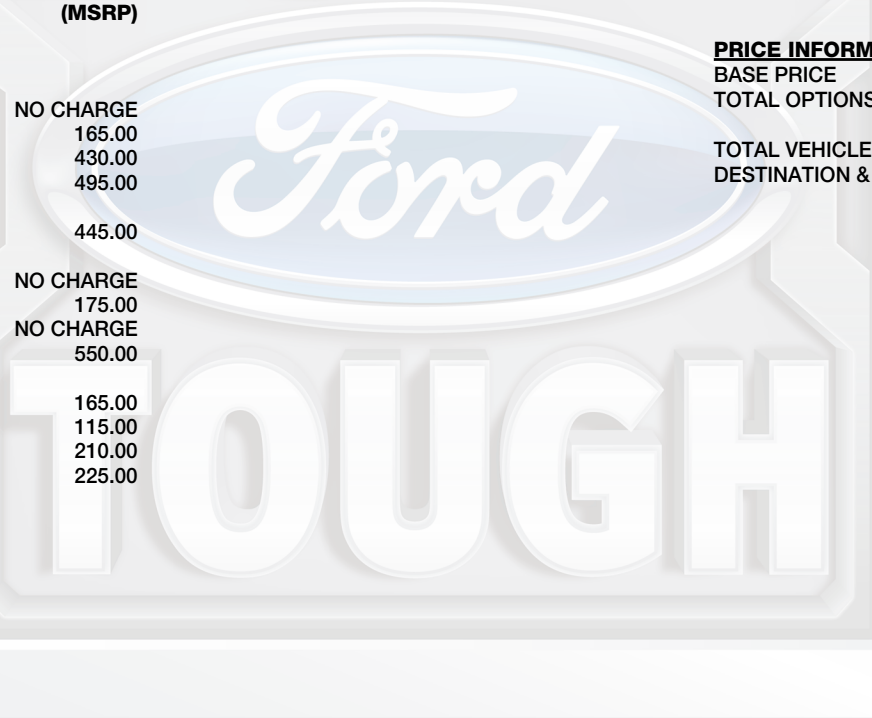 (MSRP)
NO CHARGE
165.00
430.00
495.00
445.00
NO CHARGE
175.00
NO CHARGE
550.00
165.00
115.00
210.00
225.00
PRICE INFORM
BASE PRICE
TOTAL OPTIONS
TOTAL VEHICLE
DESTINATION &
Ford
TOUGH